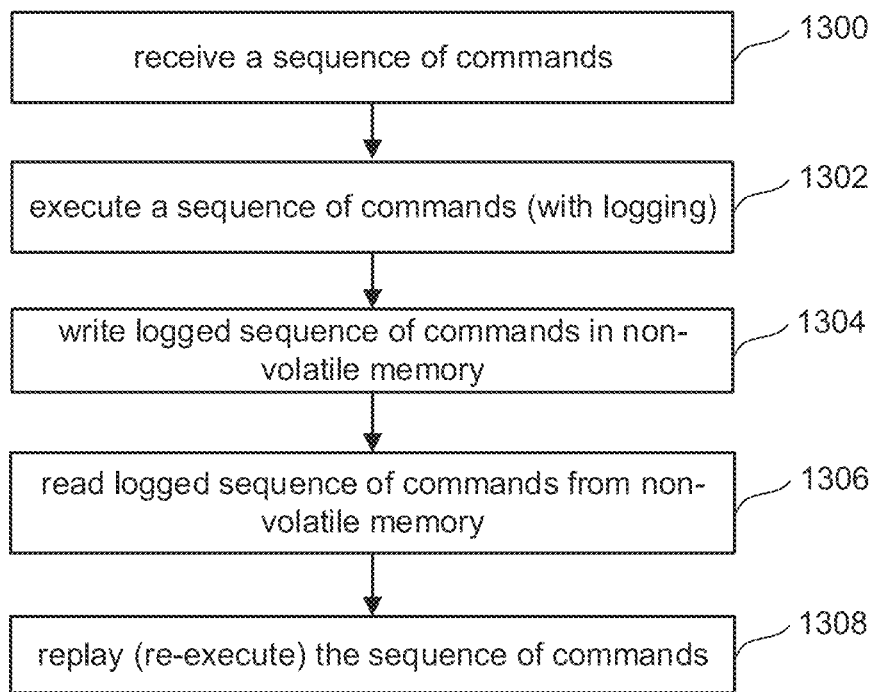 receive a sequence of commands
1300
execute a sequence of commands (with logging)
1302
write logged sequence of commands in non-
volatile memory
1304
read logged sequence of commands from non-
volatile memory
1306
replay (re-execute) the sequence of commands
1308